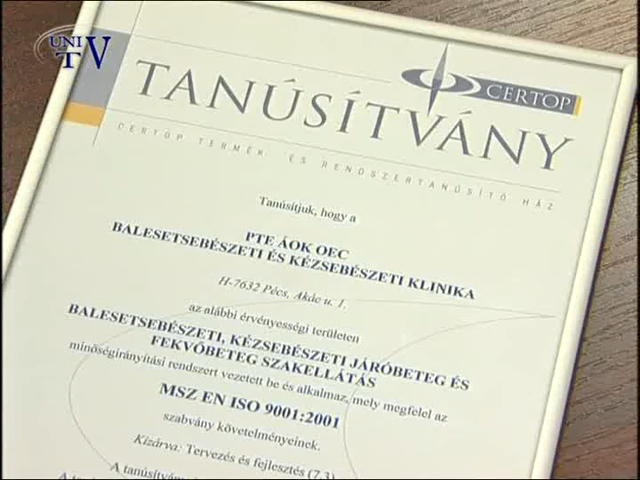 UNI
TV
CERTOP
TANÚSÍTVÁNY
CERTOP TERMÉK- ÉS RENDSZERTANÚSÍTÓ HÁZ
Tanúsítjuk, hogy a
PTE ÁOK OEC
BALESETSEBÉSZETI ÉS KÉZSEBÉSZETI KLINIKA
H-7632 Pécs, Akác u. 1.
az alábbi érvényességi területen
BALESETSEBÉSZETI, KÉZSEBÉSZETI JÁRÓBETEG ÉS
FEKVŐBETEG SZAKELLÁTÁS
minőségirányítási rendszert vezetett be és alkalmaz, mely megfelel az
MSZ EN ISO 9001:2001
szabvány követelményeinek.
Kizárva: Tervezés és fejlesztés (7.3)
A tanúsítvány